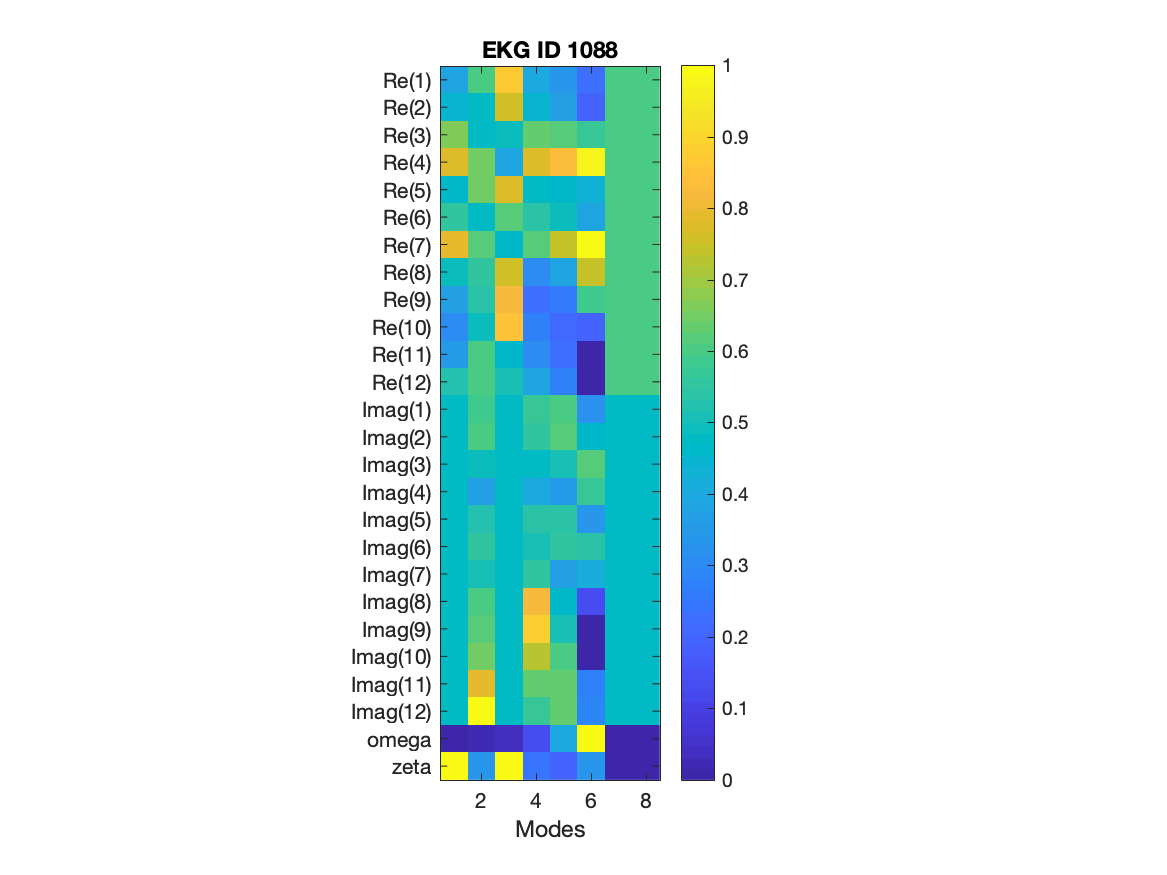 EKG ID 1088
Re(1)
Re(2)
Re(3)
Re(4)
Re(5)
Re(6)
Re(7)
Re(8)
Re(9)
Re(10)
Re(11)
Re(12)
Imag(1)
Imag(2)
Imag(3)
Imag(4)
Imag(5)
Imag(6)
Imag(7)
Imag(8)
Imag(9)
Imag(10)
Imag(11)
Imag(12)
omega
zeta
2 4 6 8
Modes
1
0.9
0.8
0.7
0.6
0.5
0.4
0.3
0.2
0.1
0